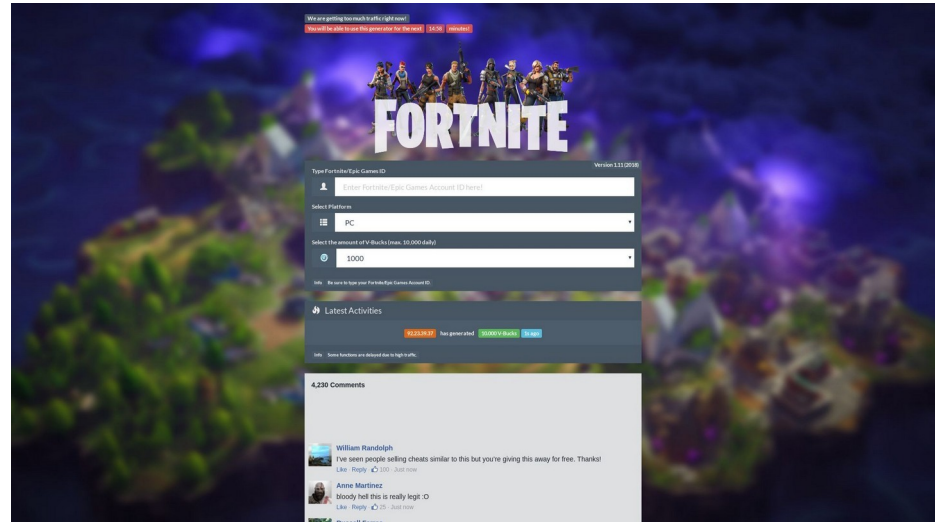 We are getting too much traffic right now!
You will be able to use this generator for the next 14:58 minutes!
FORTNITE
Version 1.11 (2018)
Type Fortnite/Epic Games ID
Enter Fortnite/Epic Games Account ID here!
Select Platform
PC
Select the amount of V-Bucks (max. 10,000 daily)
1000
Info Be sure to type your Fortnite/Epic Games Account ID.
Latest Activities
92.23.39.37 has generated 10,000 V-Bucks 1s ago
Info Some functions are delayed due to high traffic.
4,230 Comments
William Randolph
I've seen people selling cheats similar to this but you're giving this away for free. Thanks!
Like · Reply 100 · Just now
Anne Martinez
bloody hell this is really legit :O
Like · Reply 25 · Just now